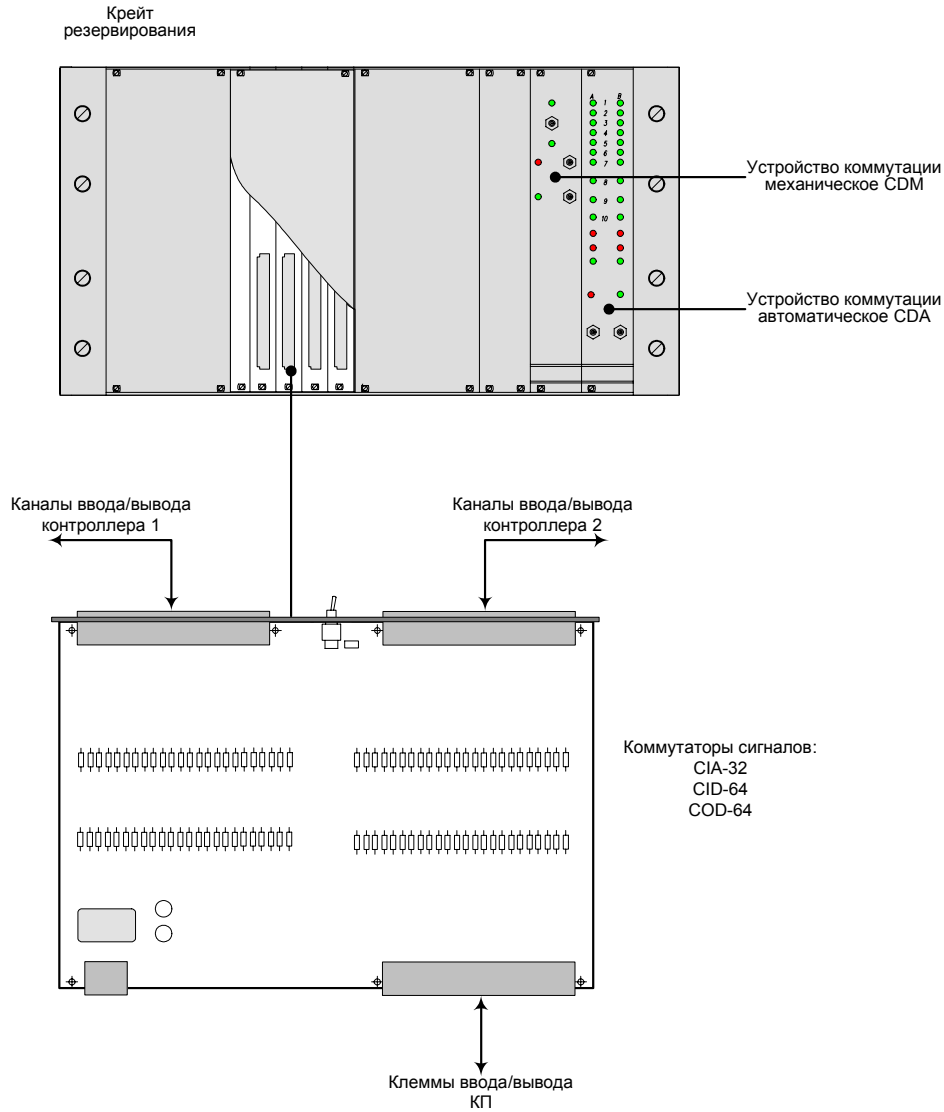 Крейт
резервирования
A B
1
2
3
4
5
6
7
8
9
10
Устройство коммутации
механическое CDM
Устройство коммутации
автоматическое CDA
Каналы ввода/вывода
контроллера 1
Каналы ввода/вывода
контроллера 2
Коммутаторы сигналов:
CIA-32
CID-64
COD-64
Клеммы ввода/вывода
КП